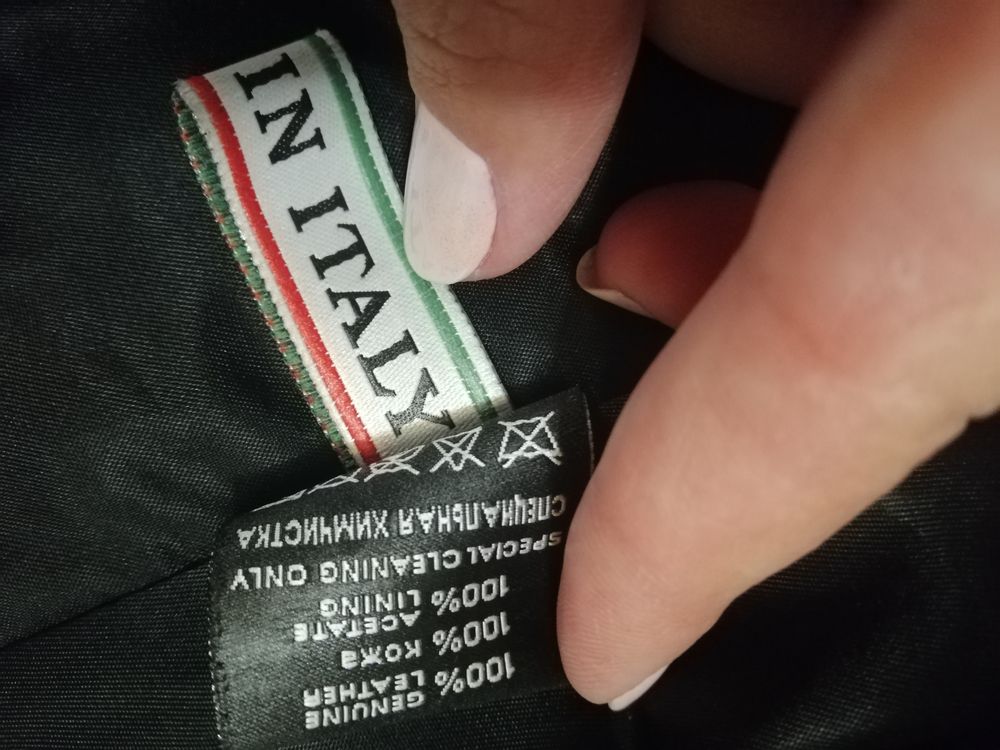 IN ITALY
GENUINE
100% LEATHER
100% КОЖА
ACETATE
100% LINING
SPECIAL CLEANING ONLY
СПЕЦИАЛЬНАЯ ХИМЧИСТКА